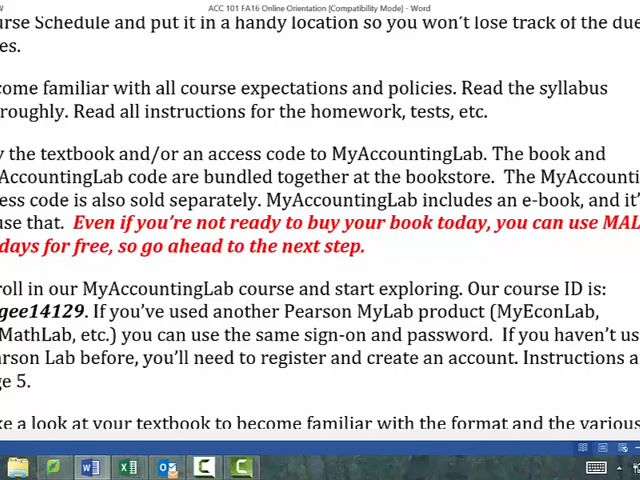 ACC 101 FA16 Online Orientation [Compatibility Mode] - Word
urse Schedule and put it in a handy location so you won't lose track of the due
es.
come familiar with all course expectations and policies. Read the syllabus
roughly. Read all instructions for the homework, tests, etc.
y the textbook and/or an access code to MyAccountingLab. The book and
AccountingLab code are bundled together at the bookstore.  The MyAccounti
ess code is also sold separately. MyAccountingLab includes an e-book, and it'
use that.  Even if you're not ready to buy your book today, you can use MAL
days for free, so go ahead to the next step.
roll in our MyAccountingLab course and start exploring. Our course ID is:
gee14129. If you've used another Pearson MyLab product (MyEconLab,
MathLab, etc.) you can use the same sign-on and password.  If you haven't us
arson Lab before, you'll need to register and create an account. Instructions a
ge 5.
ke a look at your textbook to become familiar with the format and the various